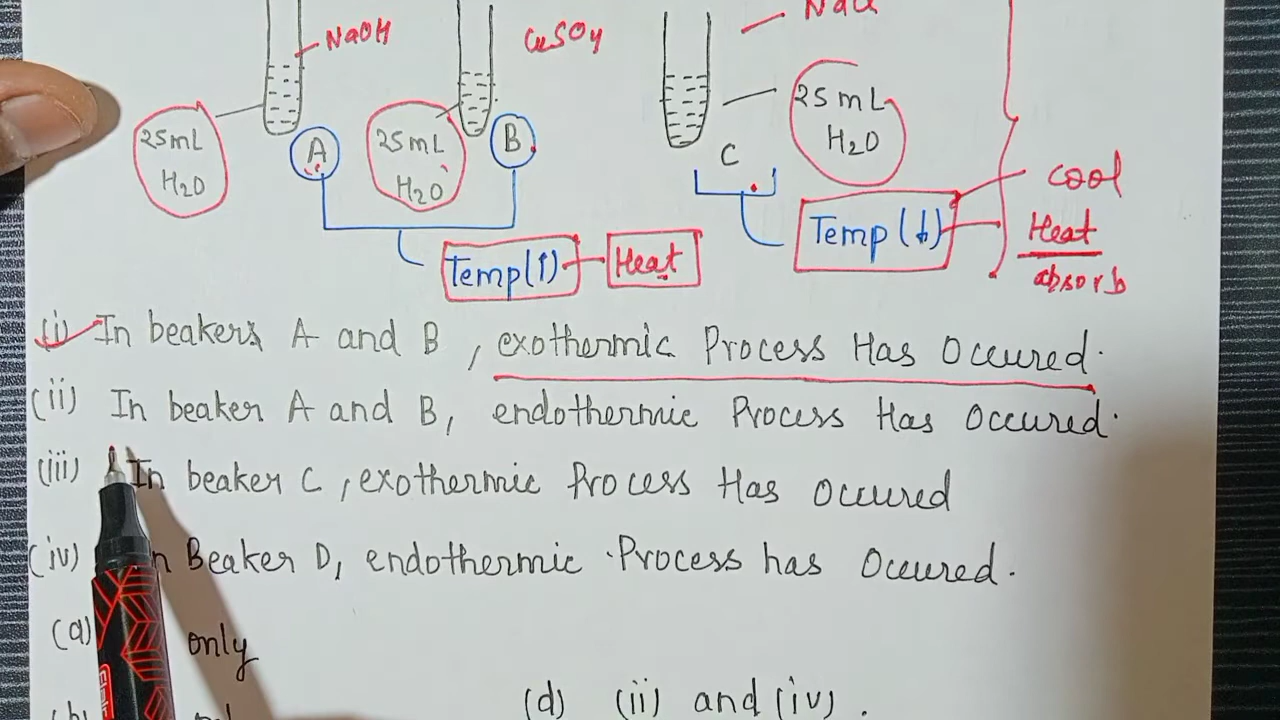 NaOH
CuSO4
25mL
H2O
A
25mL
H2O
B
25mL
H2O
C
cool
Temp(↓)
Heat
absorb
Temp(↑)
Heat
(i) In beakers A and B, exothermic Process Has Occured.
(ii) In beaker A and B, endothermic Process Has Occured.
(iii) In beaker C, exothermic Process Has Occured
(iv) In Beaker D, endothermic Process has Occured.
(a) only
(d) (ii) and (iv).